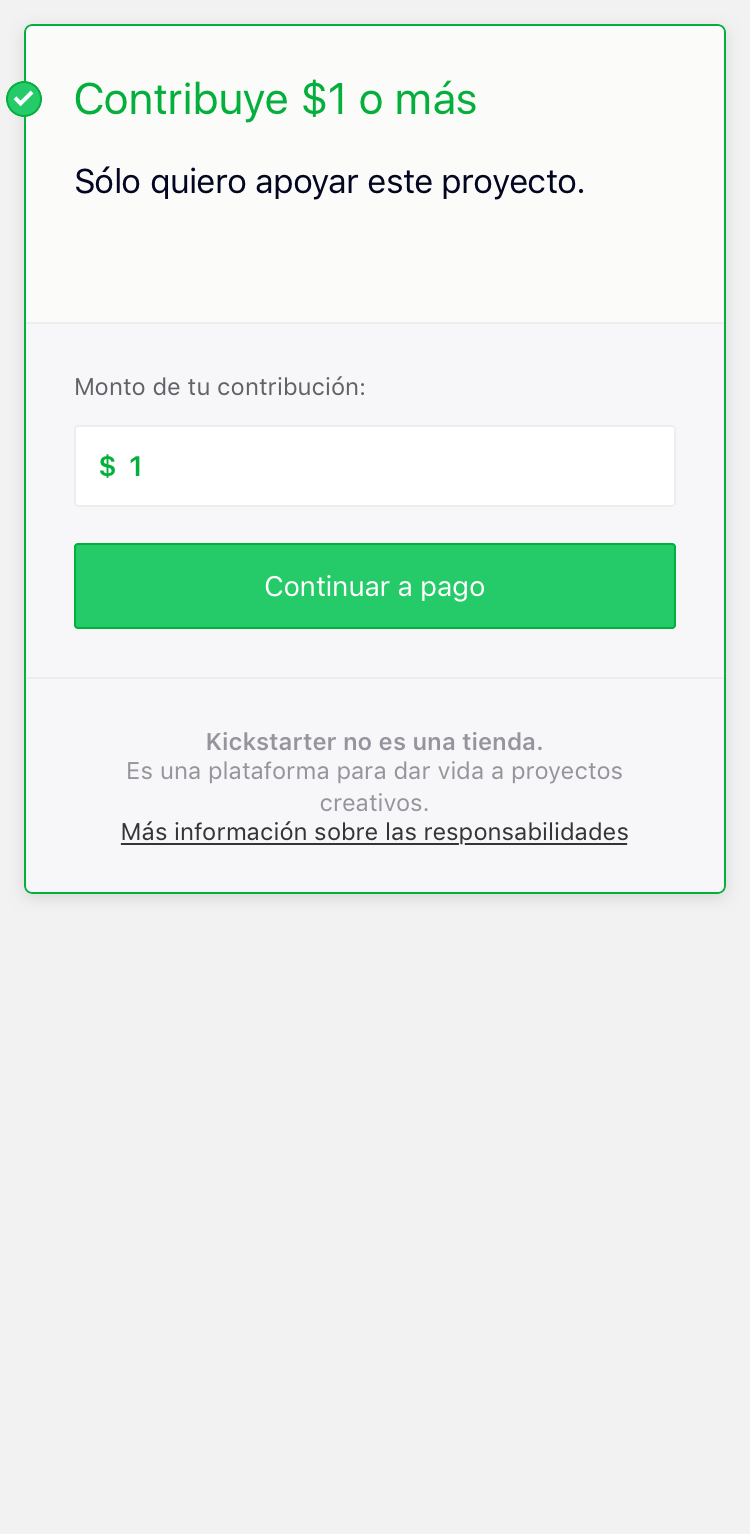 Contribuye $1 o más
Sólo quiero apoyar este proyecto.
Monto de tu contribución:
$ 1
Continuar a pago
Kickstarter no es una tienda.
Es una plataforma para dar vida a proyectos
creativos.
Más información sobre las responsabilidades